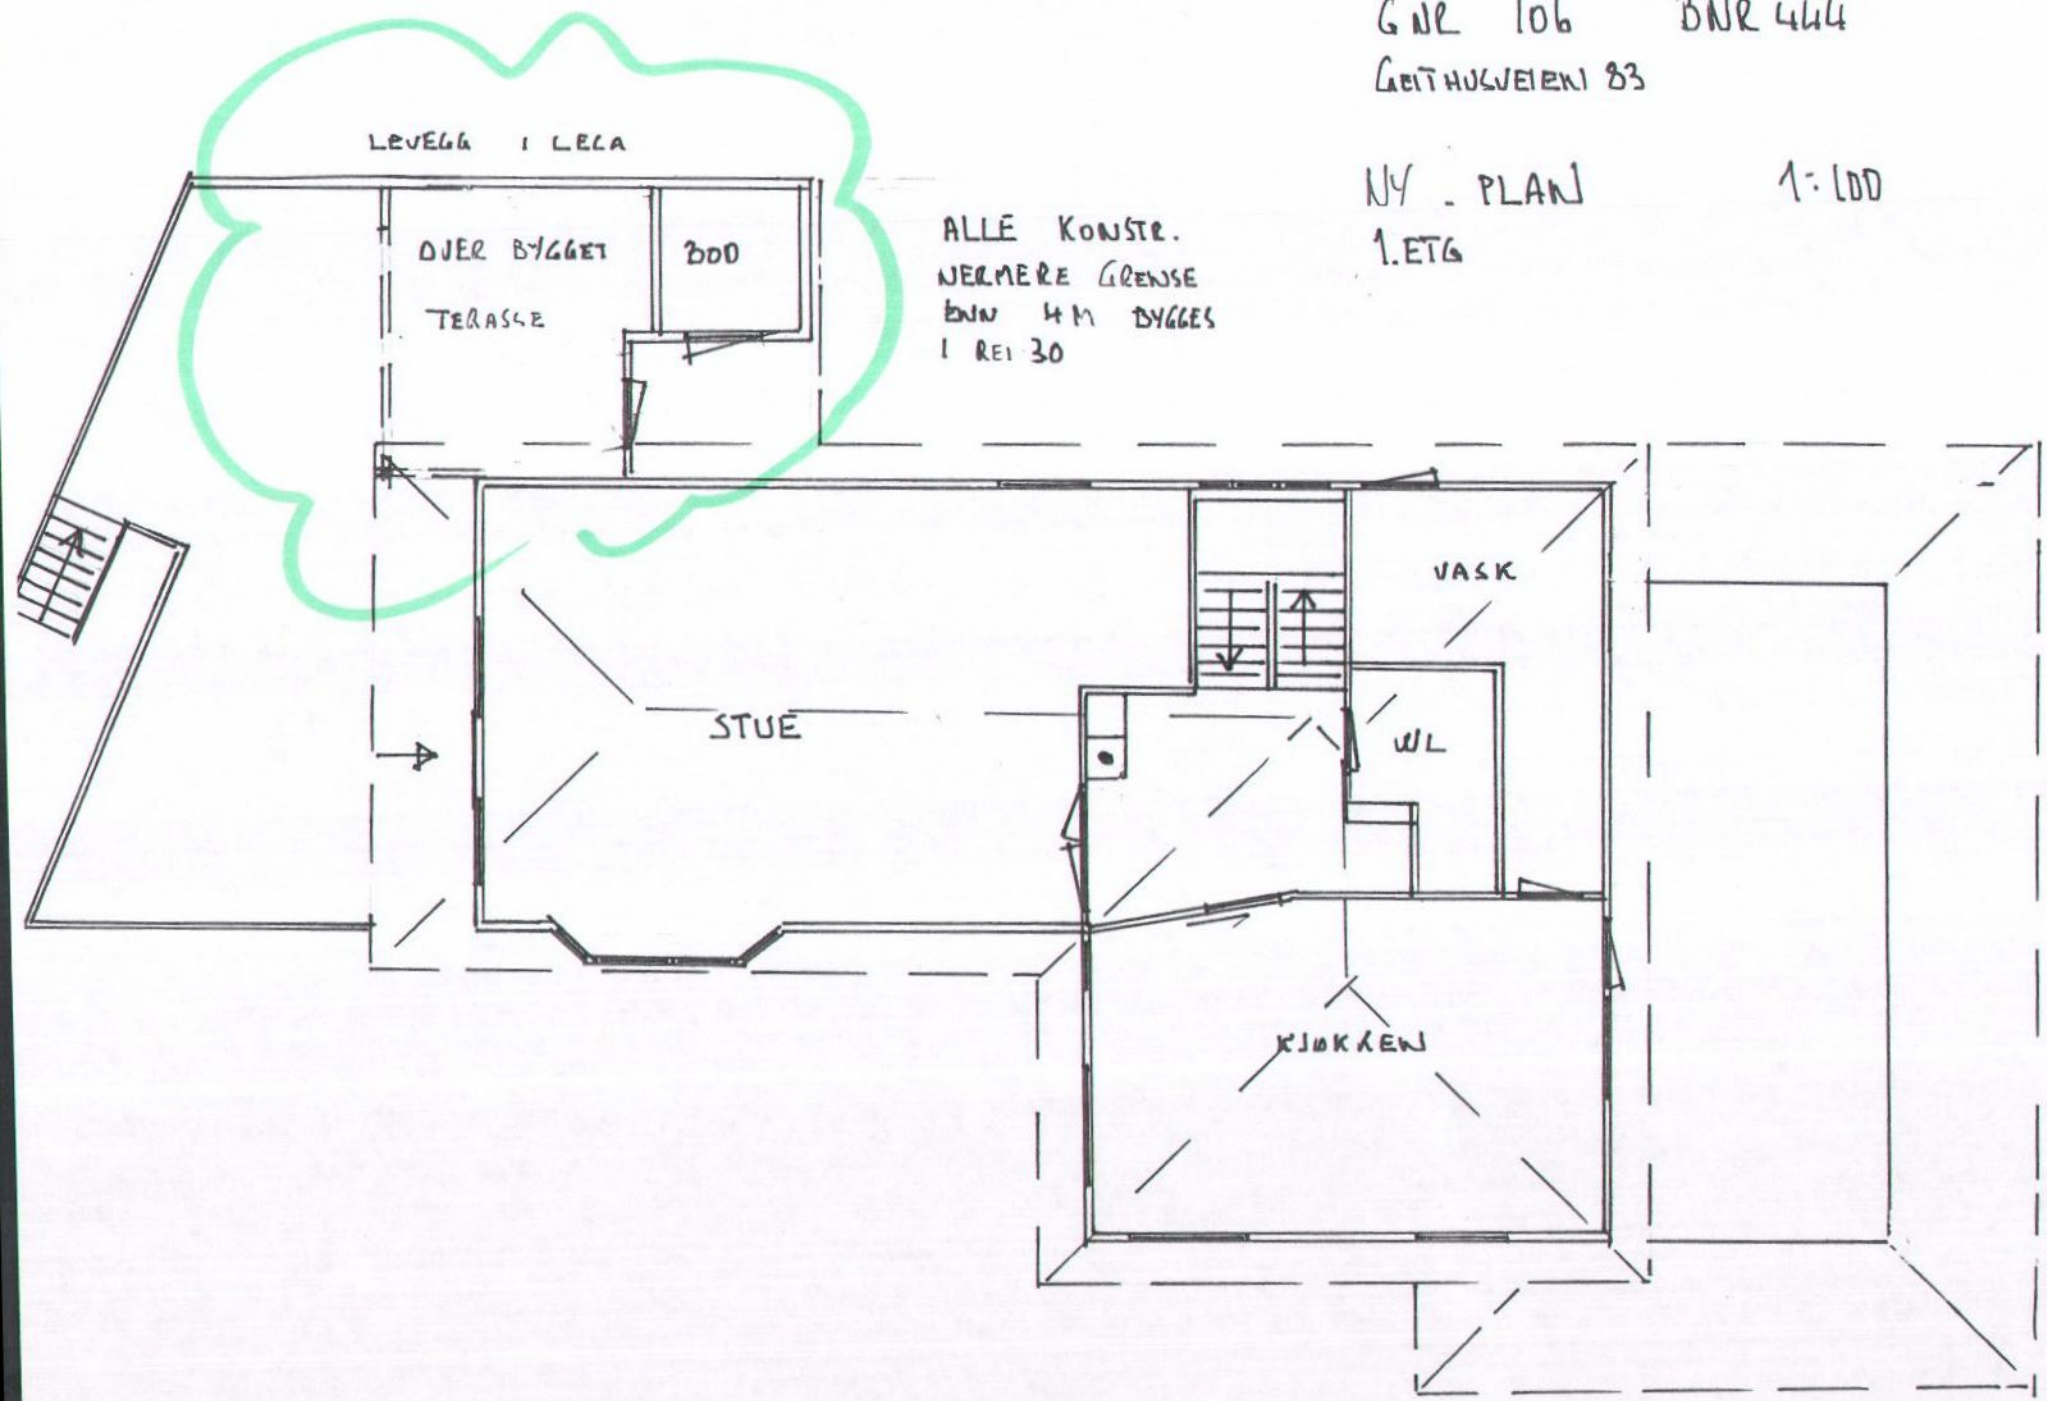 GNR 106 BNR 444
GEITHUSVEIEN 83
NY - PLAN 1:100
1.ETG
LEVEGG I LECA
OVER BYGGET
TERASSE
BOD
ALLE KONSTR.
NERMERE GRENSE
ENN 4M BYGGES
I REI 30
VASK
STUE
WC
KJØKKEN